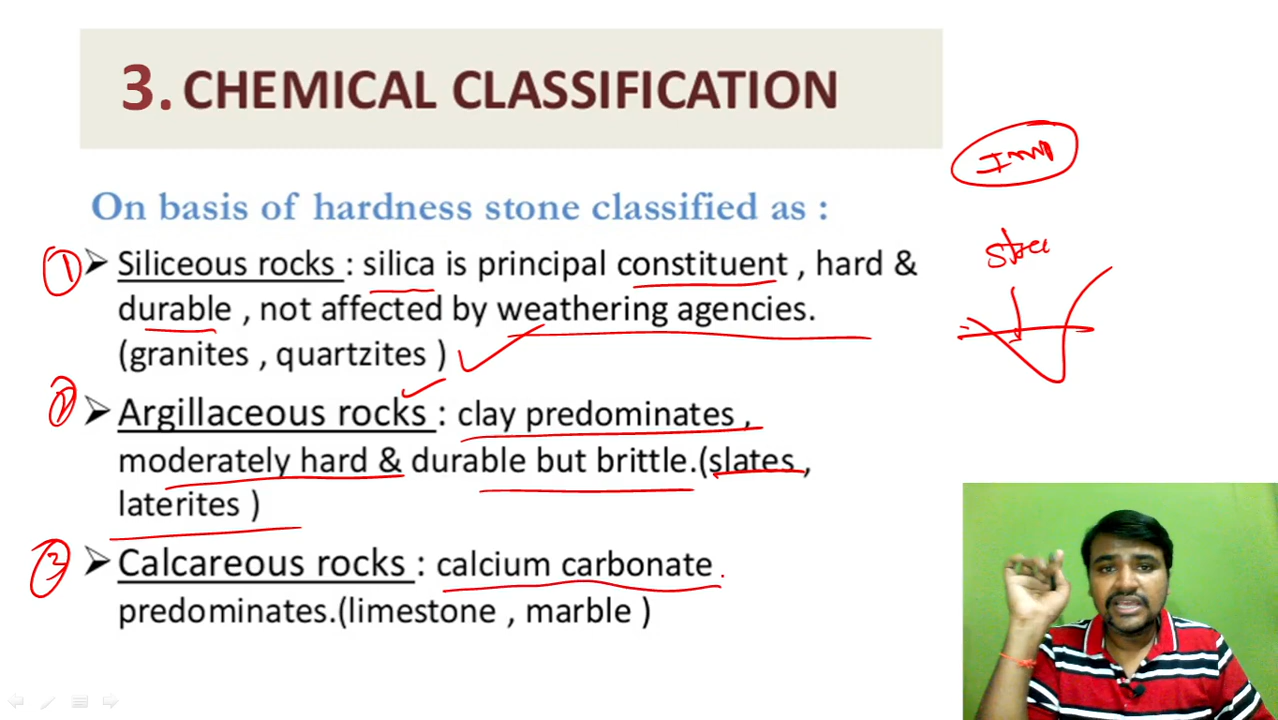 3. CHEMICAL CLASSIFICATION
On basis of hardness stone classified as :
① ➢ Siliceous rocks : silica is principal constituent , hard &
durable , not affected by weathering agencies.
(granites , quartzites )
➢ Argillaceous rocks : clay predominates ,
moderately hard & durable but brittle.(slates ,
laterites )
③ ➢ Calcareous rocks : calcium carbonate
predominates.(limestone , marble )